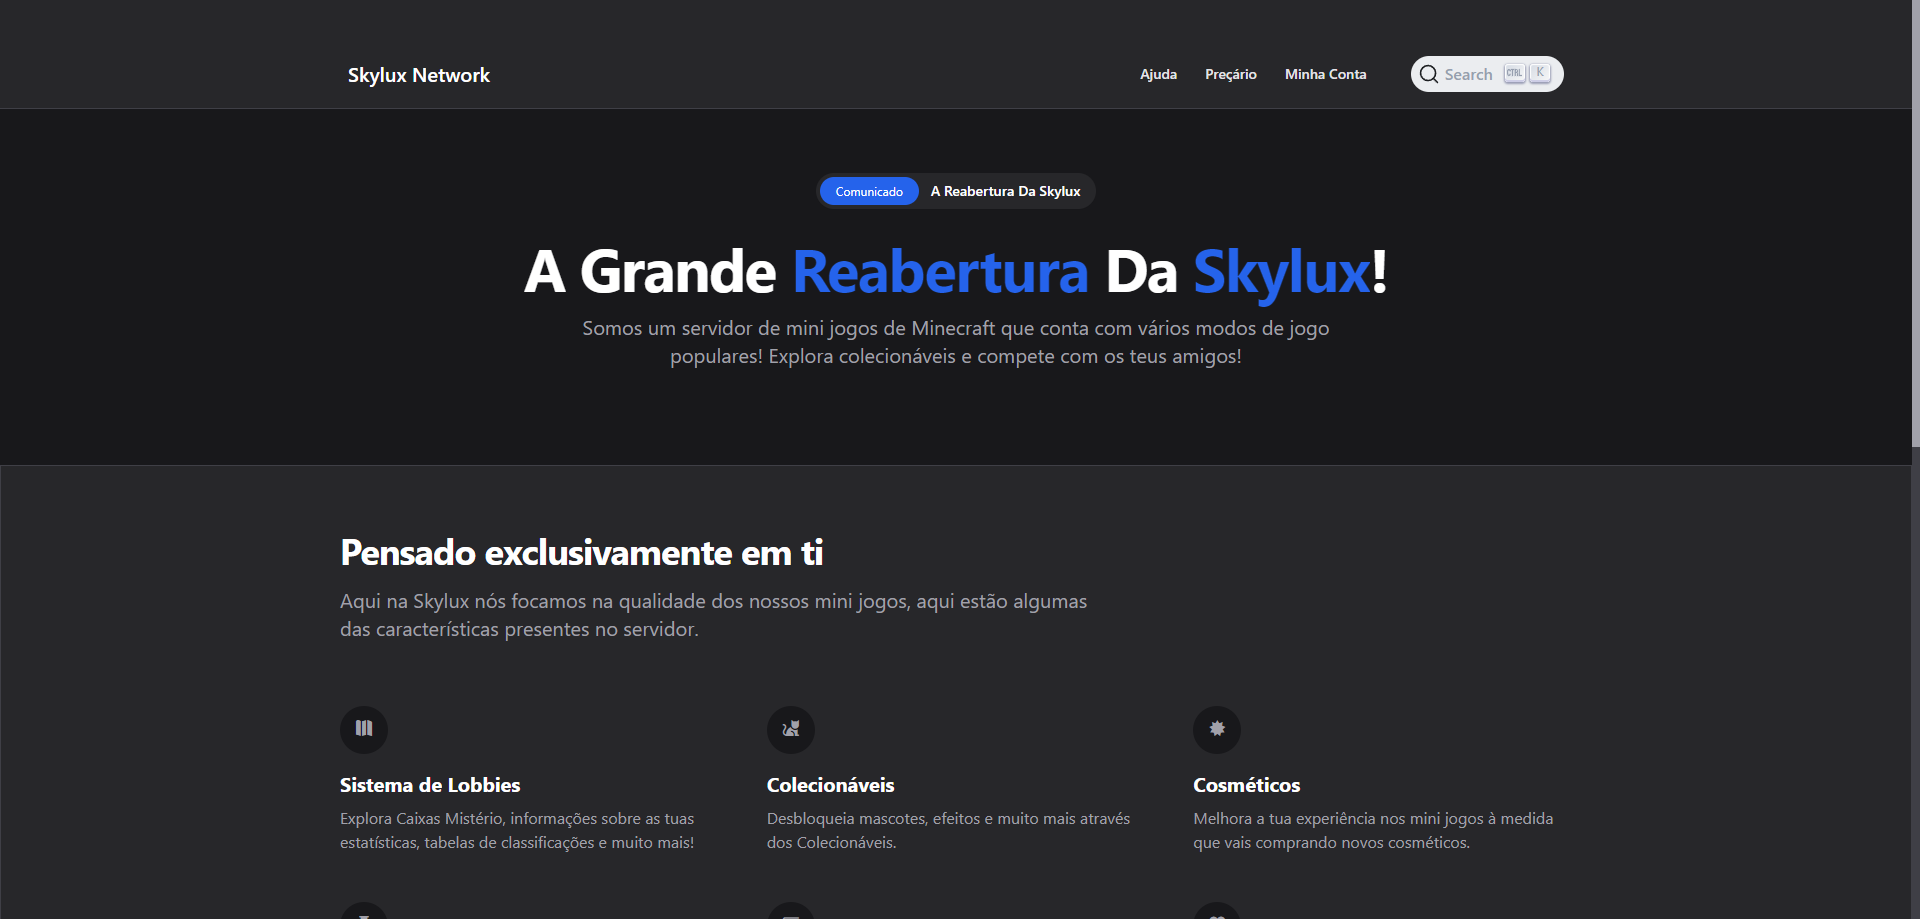 Skylux Network
Ajuda
Preçário
Minha Conta
Search CTRL K
Comunicado A Reabertura Da Skylux
A Grande Reabertura Da Skylux!
Somos um servidor de mini jogos de Minecraft que conta com vários modos de jogo
populares! Explora colecionáveis e compete com os teus amigos!
Pensado exclusivamente em ti
Aqui na Skylux nós focamos na qualidade dos nossos mini jogos, aqui estão algumas
das características presentes no servidor.
Sistema de Lobbies
Explora Caixas Mistério, informações sobre as tuas
estatísticas, tabelas de classificações e muito mais!
Colecionáveis
Desbloqueia mascotes, efeitos e muito mais através
dos Colecionáveis.
Cosméticos
Melhora a tua experiência nos mini jogos à medida
que vais comprando novos cosméticos.